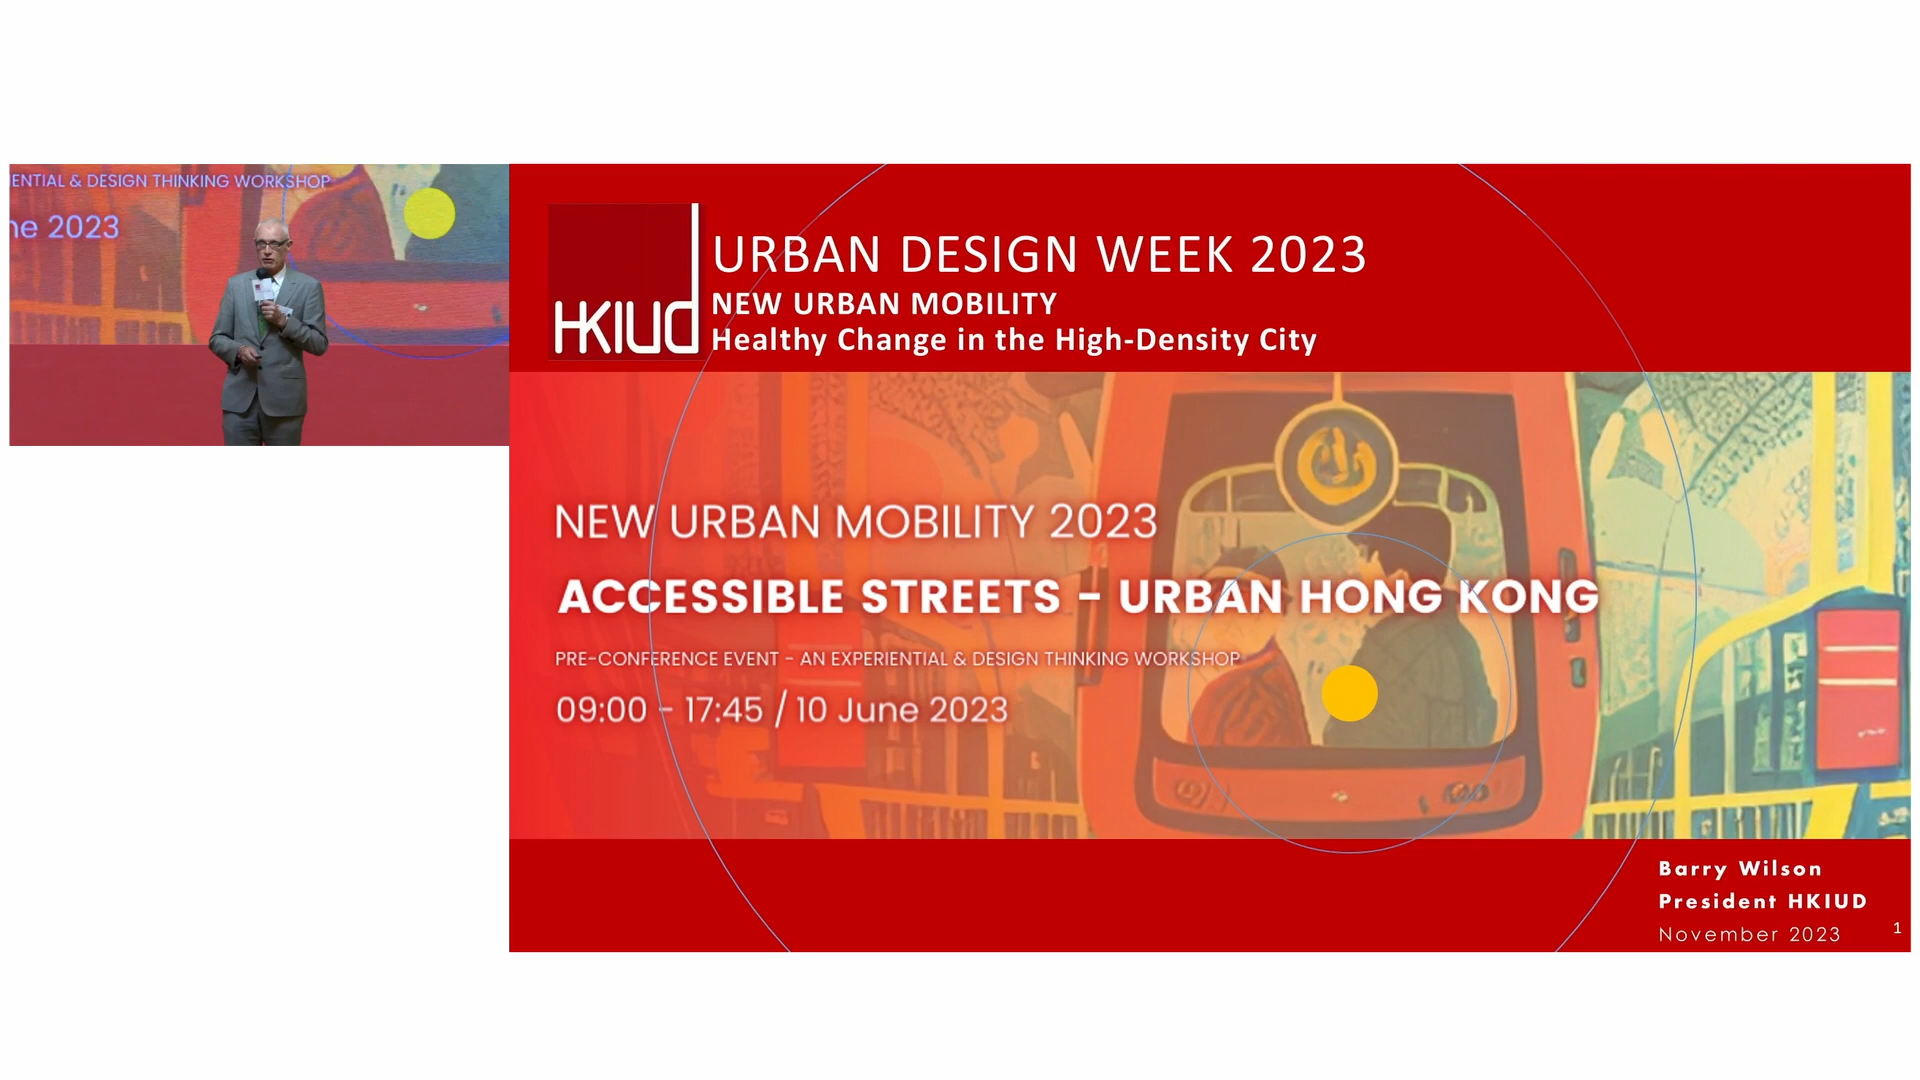 IENTIAL & DESIGN THINKING WORKSHOP
ne 2023
HKIUd
URBAN DESIGN WEEK 2023
NEW URBAN MOBILITY
Healthy Change in the High-Density City
NEW URBAN MOBILITY 2023
ACCESSIBLE STREETS - URBAN HONG KONG
PRE-CONFERENCE EVENT - AN EXPERIENTIAL & DESIGN THINKING WORKSHOP
09:00 - 17:45 / 10 June 2023
Barry Wilson
President HKIUD
November 2023
1